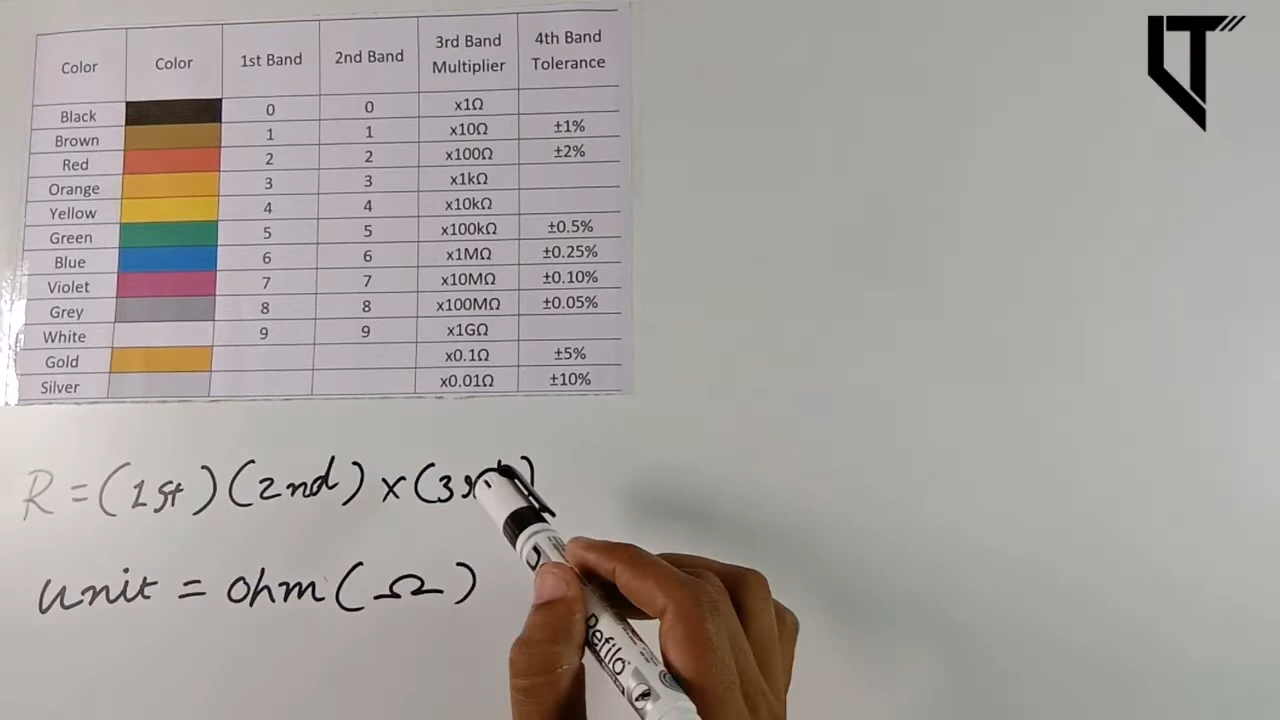 Color Color 1st Band 2nd Band 3rd Band Multiplier 4th Band Tolerance
Black 0 0 x1Ω
Brown 1 1 x10Ω ±1%
Red 2 2 x100Ω ±2%
Orange 3 3 x1kΩ
Yellow 4 4 x10kΩ
Green 5 5 x100kΩ ±0.5%
Blue 6 6 x1MΩ ±0.25%
Violet 7 7 x10MΩ ±0.10%
Grey 8 8 x100MΩ ±0.05%
White 9 9 x1GΩ
Gold x0.1Ω ±5%
Silver x0.01Ω ±10%
R = (1st) (2nd) x (3
unit = ohm (Ω)
Refilo
LT